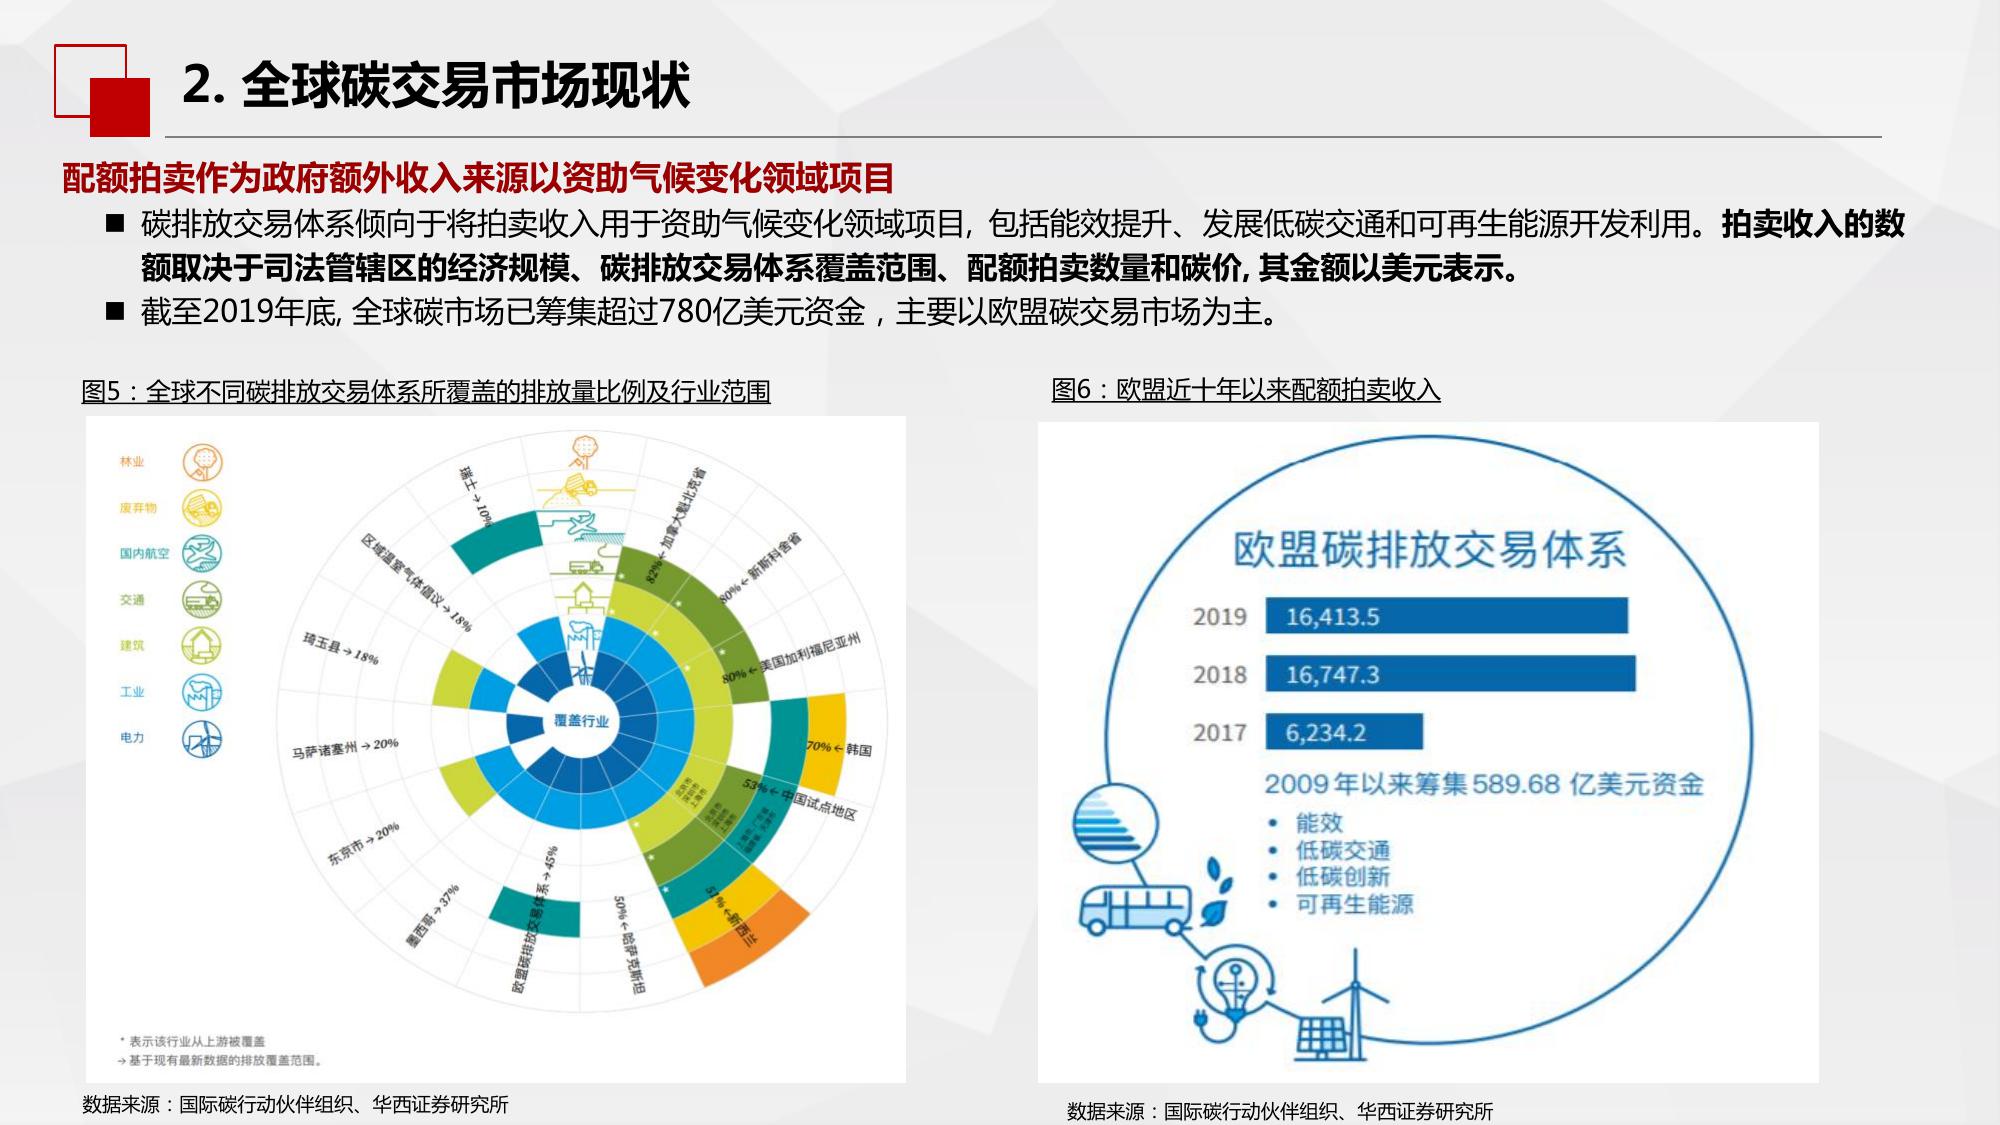 2. 全球碳交易市场现状
配额拍卖作为政府额外收入来源以资助气候变化领域项目
■ 碳排放交易体系倾向于将拍卖收入用于资助气候变化领域项目, 包括能效提升、发展低碳交通和可再生能源开发利用。拍卖收入的数
额取决于司法管辖区的经济规模、碳排放交易体系覆盖范围、配额拍卖数量和碳价, 其金额以美元表示。
■ 截至2019年底, 全球碳市场已筹集超过780亿美元资金，主要以欧盟碳交易市场为主。
图5：全球不同碳排放交易体系所覆盖的排放量比例及行业范围
林业
废弃物
国内航空
交通
建筑
工业
电力
覆盖行业
82%←加拿大魁北克省
80%←新斯科舍省
80%←美国加利福尼亚州
70%←韩国
53%←中国试点地区
51%←新西兰
50%←哈萨克斯坦
欧盟碳排放交易体系→45%
墨西哥→37%
东京市→20%
马萨诸塞州→20%
琦玉县→18%
区域温室气体倡议→18%
瑞士→10%
北京市
深圳市
上海市
北京市
深圳市
上海市
* 表示该行业从上游被覆盖
→基于现有最新数据的排放覆盖范围。
数据来源：国际碳行动伙伴组织、华西证券研究所
图6：欧盟近十年以来配额拍卖收入
欧盟碳排放交易体系
2019 16,413.5
2018 16,747.3
2017 6,234.2
2009年以来筹集589.68 亿美元资金
• 能效
• 低碳交通
• 低碳创新
• 可再生能源
数据来源：国际碳行动伙伴组织、华西证券研究所